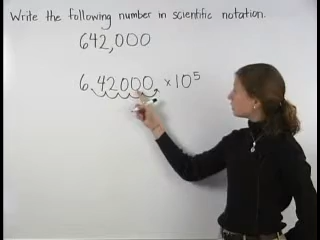 Write the following number in scientific notation.
642,000
6.42000 × 10⁵